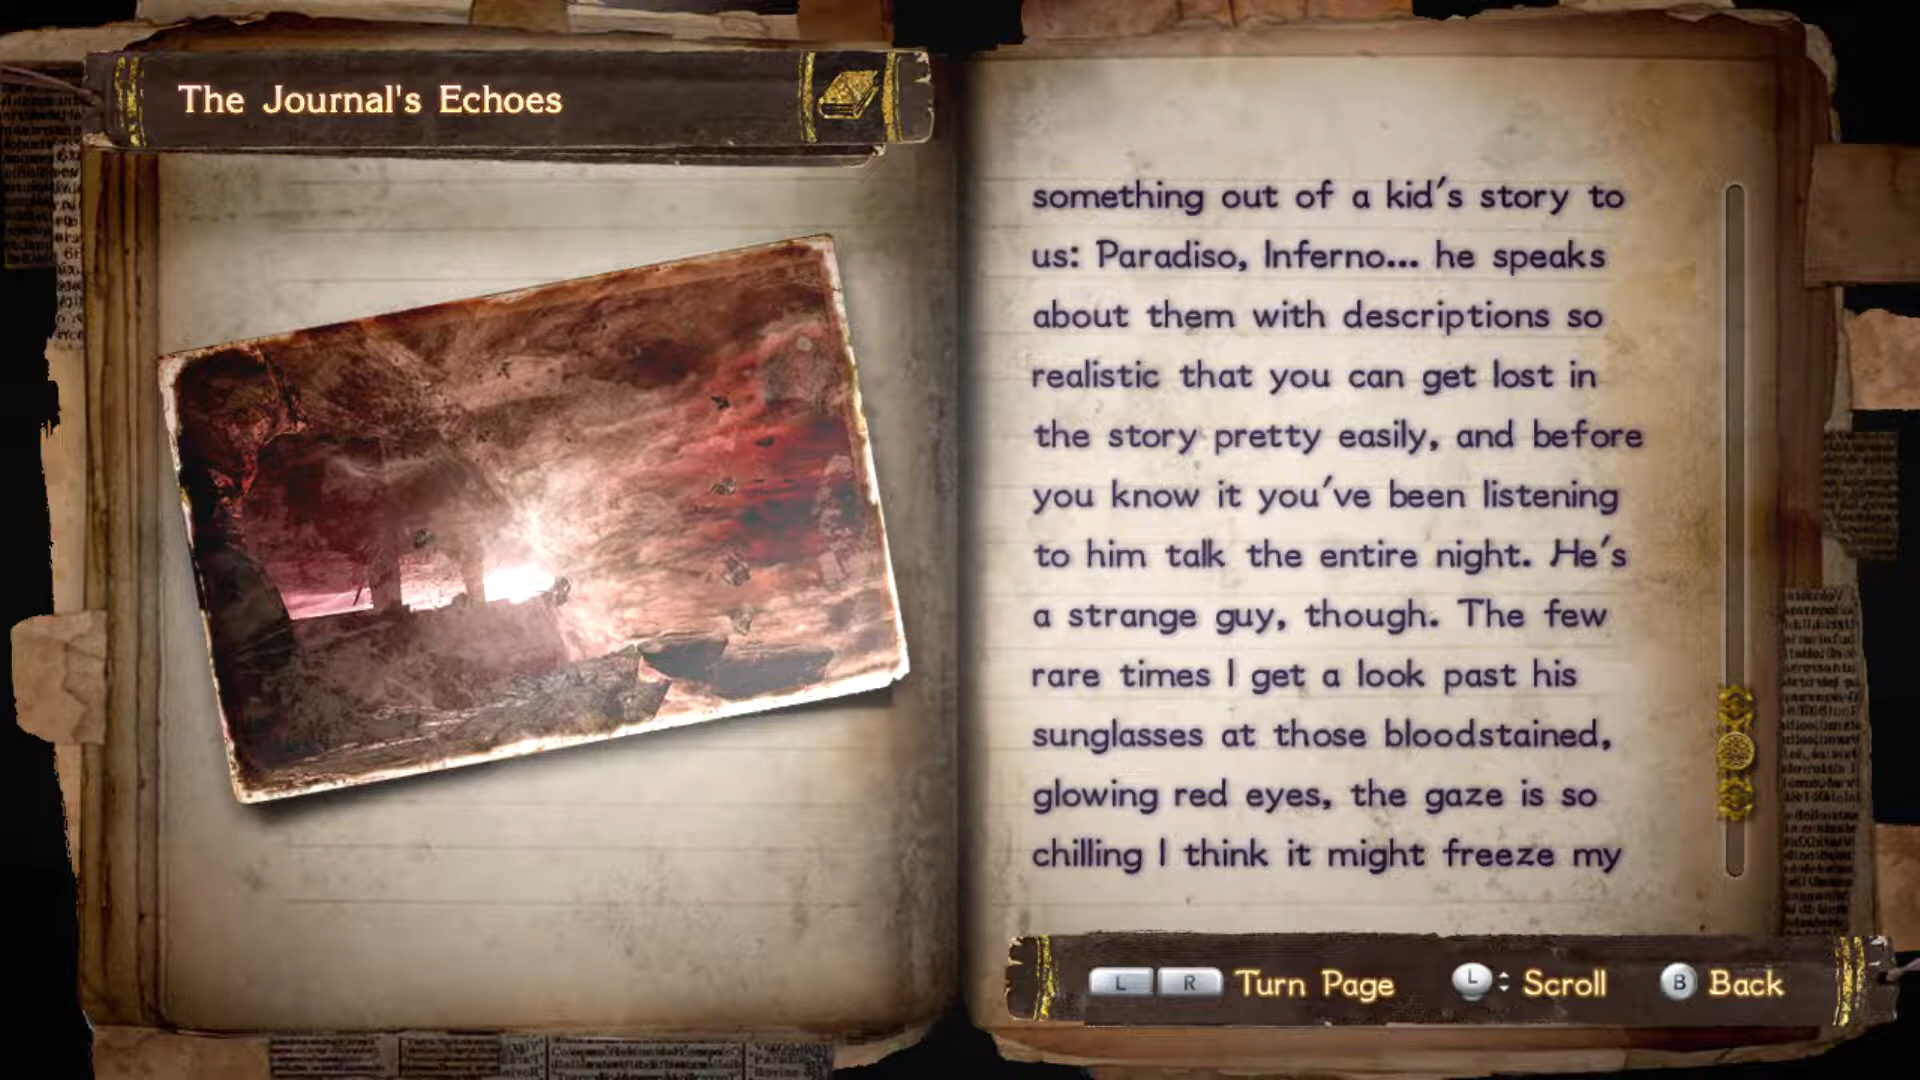 The Journal's Echoes
something out of a kid's story to
us: Paradiso, Inferno... he speaks
about them with descriptions so
realistic that you can get lost in
the story pretty easily, and before
you know it you've been listening
to him talk the entire night. He's
a strange guy, though. The few
rare times I get a look past his
sunglasses at those bloodstained,
glowing red eyes, the gaze is so
chilling I think it might freeze my
L R Turn Page L Scroll B Back